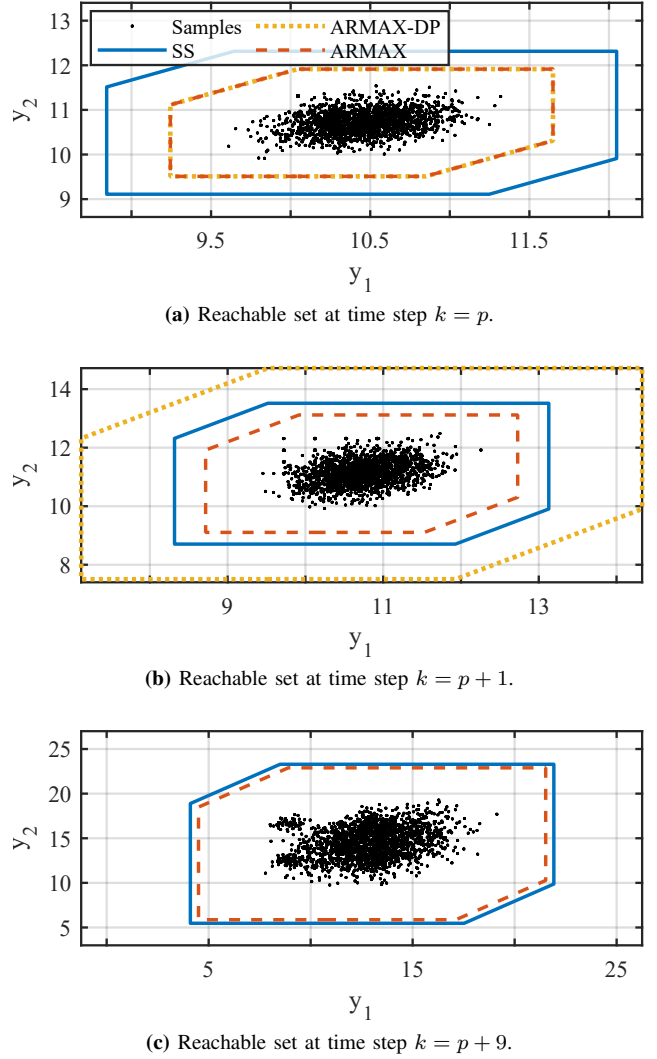 Samples ARMAX-DP
SS ARMAX
13
12
11
10
9
y2
9.5 10.5 11.5
y1
(a) Reachable set at time step k = p.
14
12
10
8
y2
9 11 13
y1
(b) Reachable set at time step k = p + 1.
25
20
15
10
5
y2
5 15 25
y1
(c) Reachable set at time step k = p + 9.